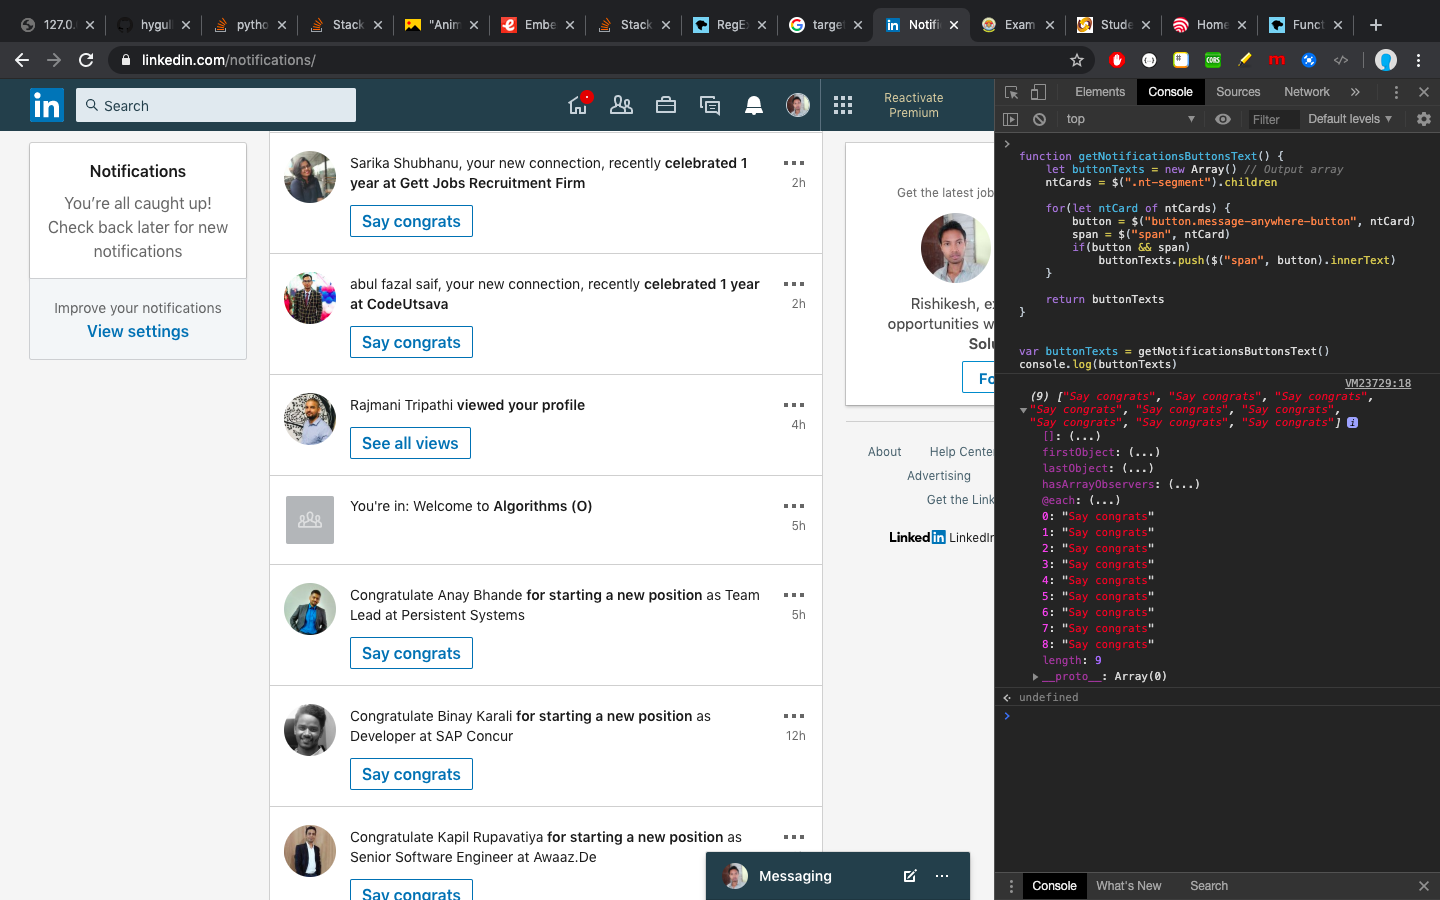 127.0.
hyguli
pytho
Stack
"Anim
Embe
Stack
RegEx
target
Notifi
Exam
Stude
Home
Funct
linkedin.com/notifications/
in
Search
Reactivate
Premium
Notifications
You're all caught up!
Check back later for new
notifications
Improve your notifications
View settings
Sarika Shubhanu, your new connection, recently celebrated 1
year at Gett Jobs Recruitment Firm
2h
Say congrats
abul fazal saif, your new connection, recently celebrated 1 year
at CodeUtsava
2h
Say congrats
Rajmani Tripathi viewed your profile
4h
See all views
You're in: Welcome to Algorithms (O)
5h
Congratulate Anay Bhande for starting a new position as Team
Lead at Persistent Systems
5h
Say congrats
Congratulate Binay Karali for starting a new position as
Developer at SAP Concur
12h
Say congrats
Congratulate Kapil Rupavatiya for starting a new position as
Senior Software Engineer at Awaaz.De
Say congrats
Get the latest job
Rishikesh, ex
opportunities w
Solu
Fo
About Help Cente
Advertising
Get the Link
Linked in LinkedIn
Messaging
Elements Console Sources Network »
top
Filter
Default levels
function getNotificationsButtonsText() {
let buttonTexts = new Array() // Output array
ntCards = $(".nt-segment").children
for(let ntCard of ntCards) {
button = $("button.message-anywhere-button", ntCard)
span = $("span", ntCard)
if(button && span)
buttonTexts.push($("span", button).innerText)
}
return buttonTexts
}
var buttonTexts = getNotificationsButtonsText()
console.log(buttonTexts)
VM23729:18
(9) ["Say congrats", "Say congrats", "Say congrats",
"Say congrats", "Say congrats", "Say congrats",
"Say congrats", "Say congrats", "Say congrats"]
[]: (...)
firstObject: (...)
lastObject: (...)
hasArrayObservers: (...)
@each: (...)
0: "Say congrats"
1: "Say congrats"
2: "Say congrats"
3: "Say congrats"
4: "Say congrats"
5: "Say congrats"
6: "Say congrats"
7: "Say congrats"
8: "Say congrats"
length: 9
__proto__: Array(0)
undefined
Console What's New Search